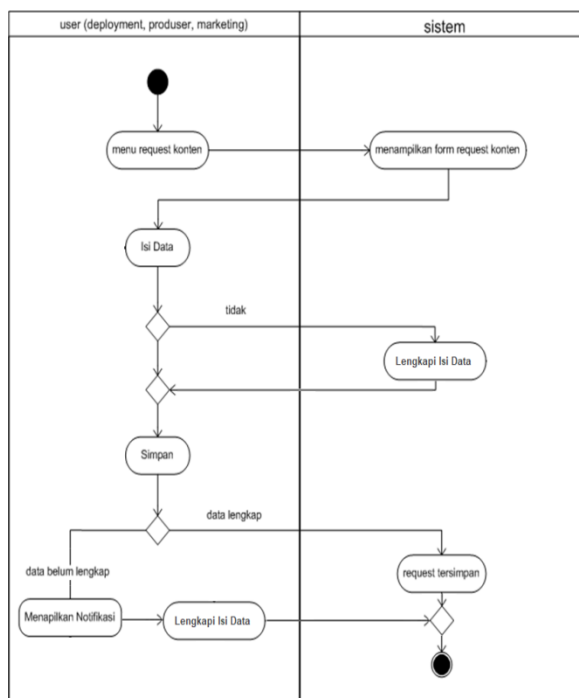 user (deployment, produser, marketing)
sistem
menu request konten
menampilkan form request konten
Isi Data
tidak
Lengkapi Isi Data
Simpan
data lengkap
data belum lengkap
request tersimpan
Menapilkan Notifikasi
Lengkapi Isi Data